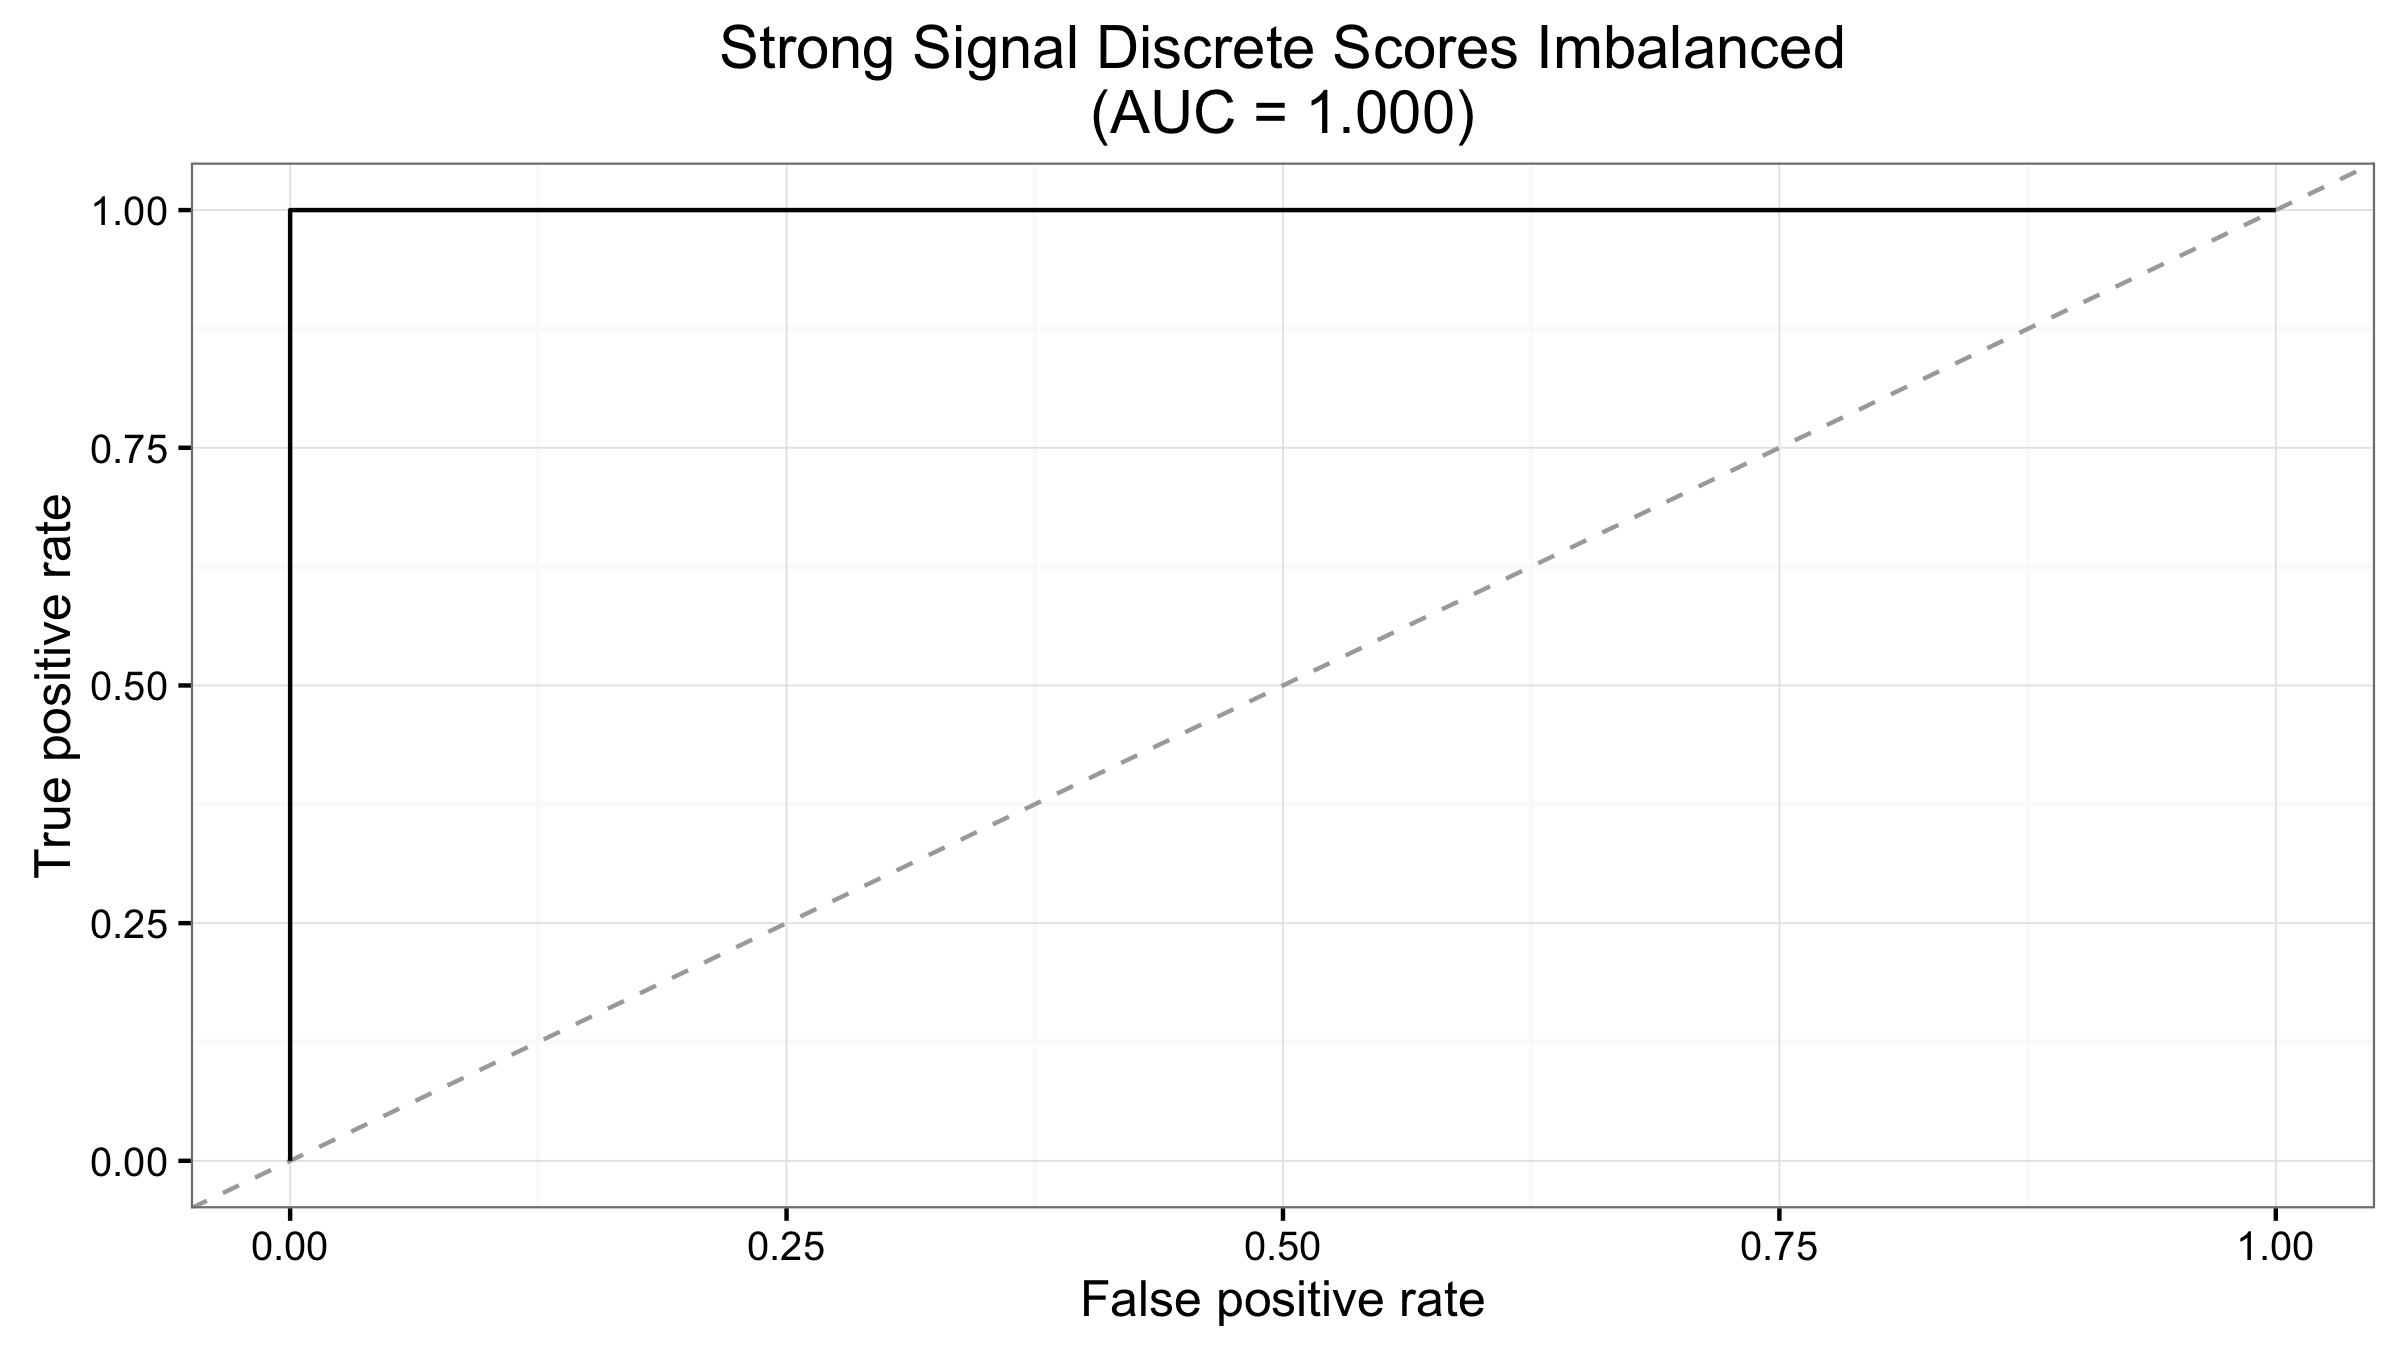 Strong Signal Discrete Scores Imbalanced
(AUC = 1.000)
True positive rate
1.00
0.75
0.50
0.25
0.00
0.00 0.25 0.50 0.75 1.00
False positive rate